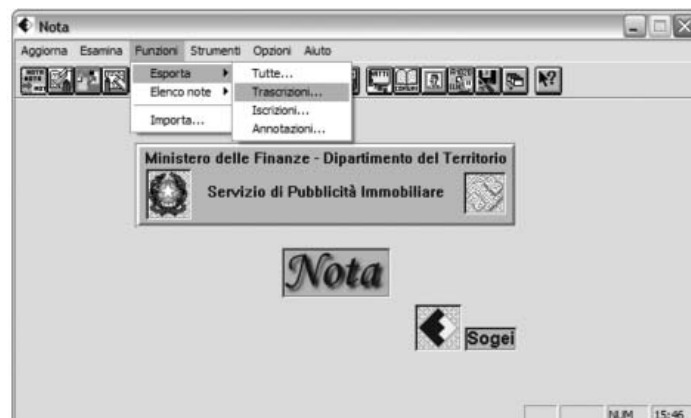 Nota
Aggiorna Esamina Funzioni Strumenti Opzioni Aiuto
Esporta
Elenco note
Importa...
Tutte...
Trascrizioni...
Iscrizioni...
Annotazioni...
Ministero delle Finanze - Dipartimento del Territorio
Servizio di Pubblicità Immobiliare
Nota
Sogei
NUM 15:46